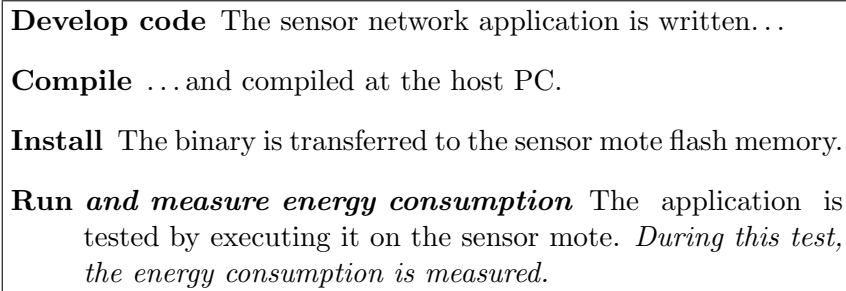 Develop code The sensor network application is written...
Compile ...and compiled at the host PC.
Install The binary is transferred to the sensor mote flash memory.
Run and measure energy consumption The application is
tested by executing it on the sensor mote. During this test,
the energy consumption is measured.